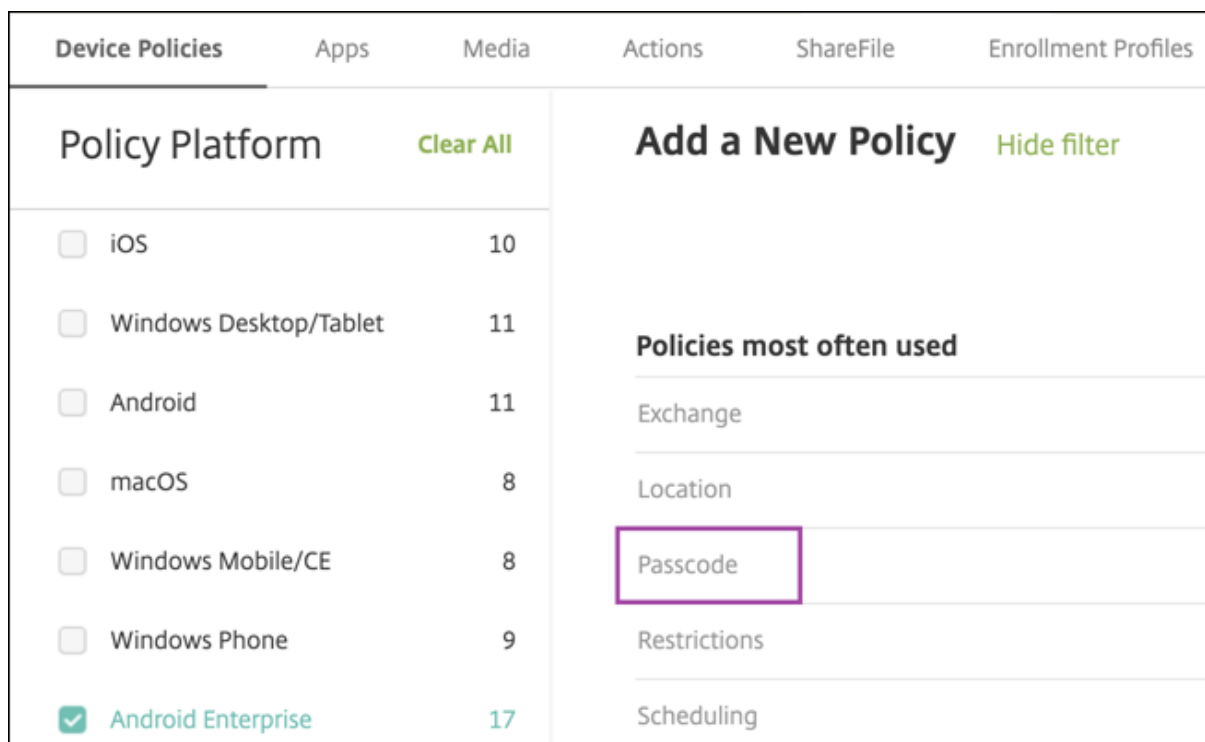 Device Policies Apps Media Actions ShareFile Enrollment Profiles
Policy Platform Clear All
iOS 10
Windows Desktop/Tablet 11
Android 11
macOS 8
Windows Mobile/CE 8
Windows Phone 9
Android Enterprise 17
Add a New Policy Hide filter
Policies most often used
Exchange
Location
Passcode
Restrictions
Scheduling